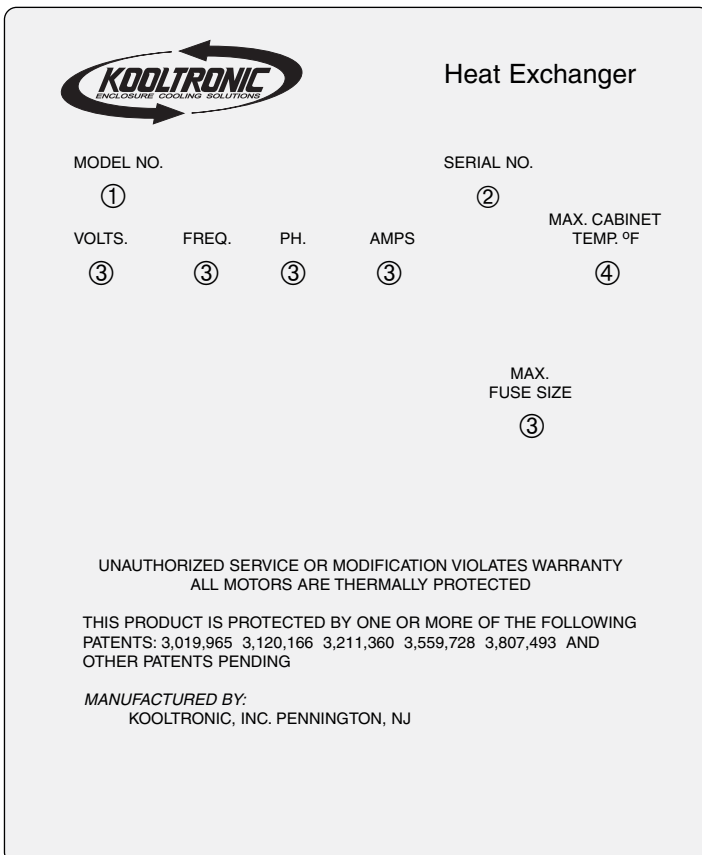 KOOLTRONIC
ENCLOSURE COOLING SOLUTIONS
Heat Exchanger
MODEL NO. SERIAL NO.
① ②
MAX. CABINET
VOLTS. FREQ. PH. AMPS TEMP. ºF
③ ③ ③ ③ ④
MAX.
FUSE SIZE
③
UNAUTHORIZED SERVICE OR MODIFICATION VIOLATES WARRANTY
ALL MOTORS ARE THERMALLY PROTECTED
THIS PRODUCT IS PROTECTED BY ONE OR MORE OF THE FOLLOWING
PATENTS: 3,019,965 3,120,166 3,211,360 3,559,728 3,807,493 AND
OTHER PATENTS PENDING
MANUFACTURED BY:
KOOLTRONIC, INC. PENNINGTON, NJ